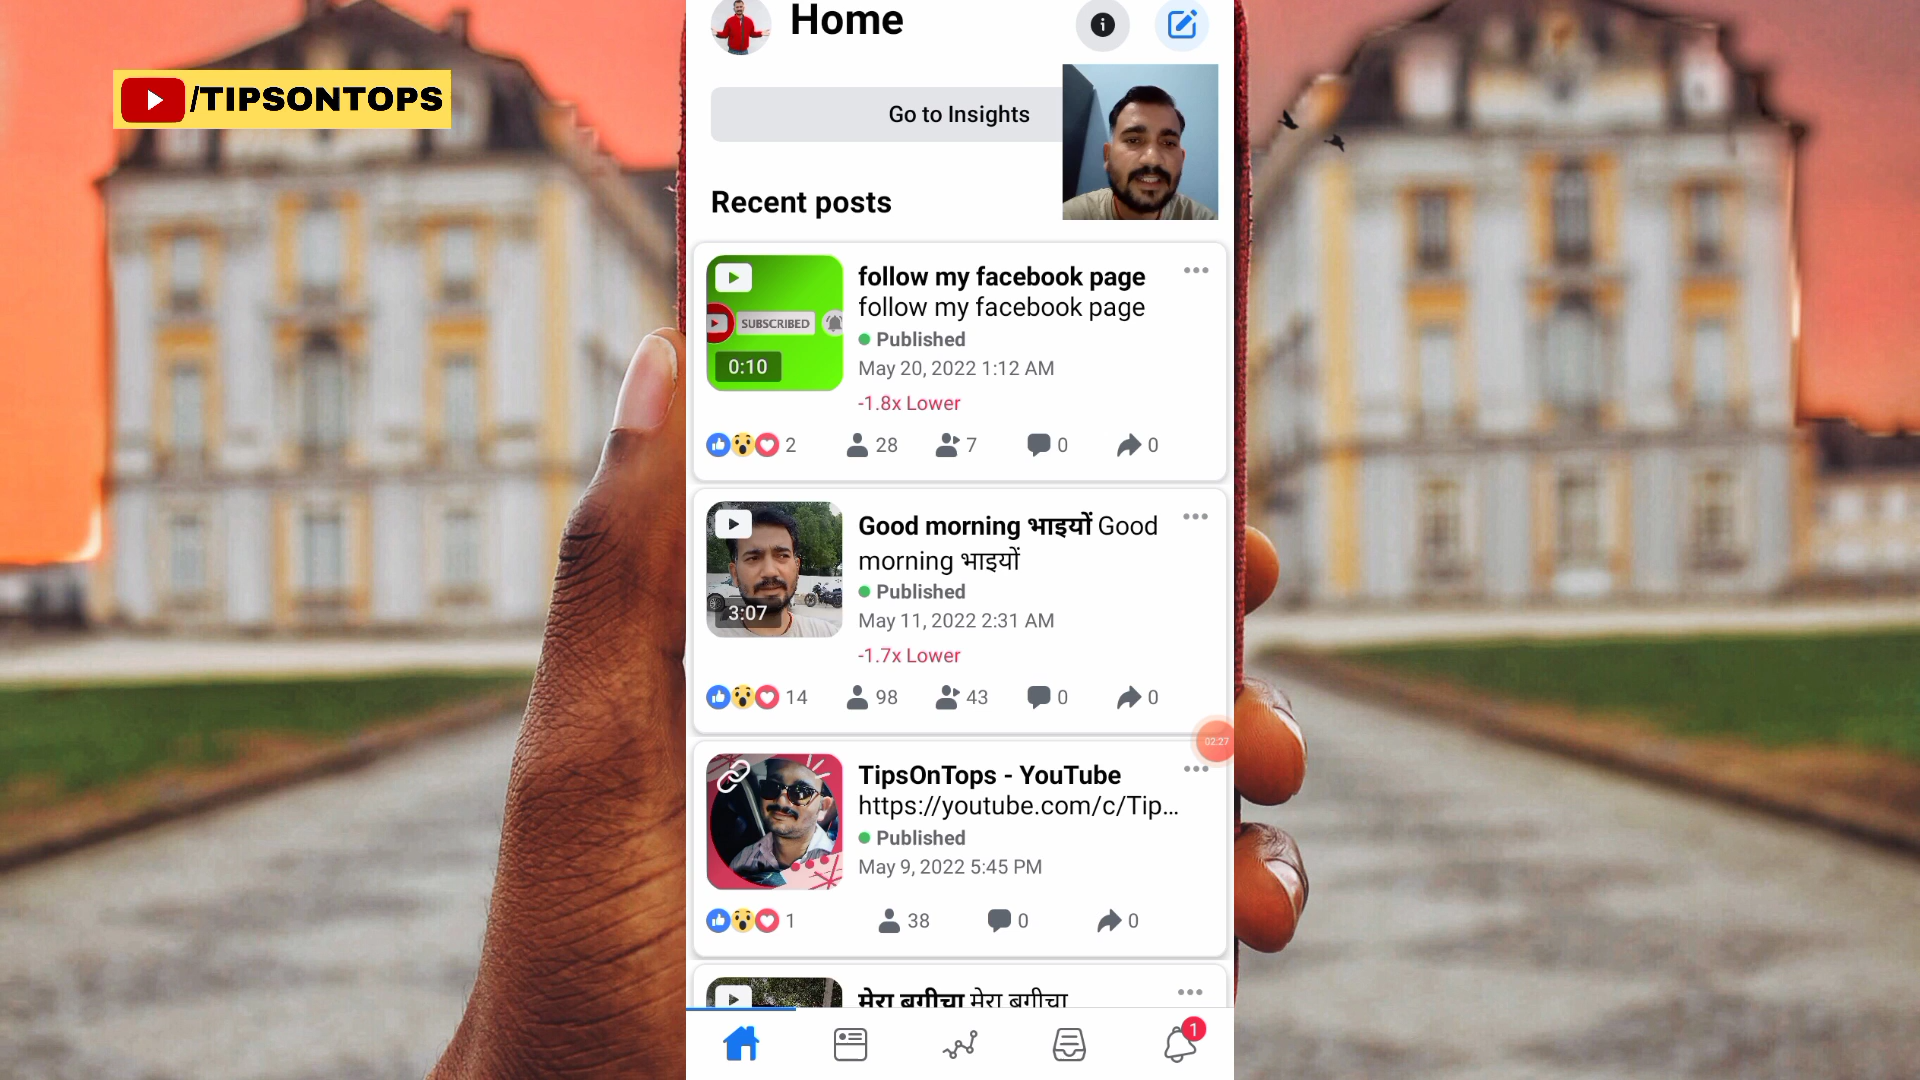 /TIPSONTOPS
Home
Go to Insights
Recent posts
follow my facebook page
follow my facebook page
SUBSCRIBED
0:10
Published
May 20, 2022 1:12 AM
-1.8x Lower
2 28 7 0 0
Good morning भाइयों Good
morning भाइयों
3:07
Published
May 11, 2022 2:31 AM
-1.7x Lower
14 98 43 0 0
02:27
TipsOnTops - YouTube
https://youtube.com/c/Tip...
Published
May 9, 2022 5:45 PM
1 38 0 0
मेरा बगीचा मेरा बगीचा
1